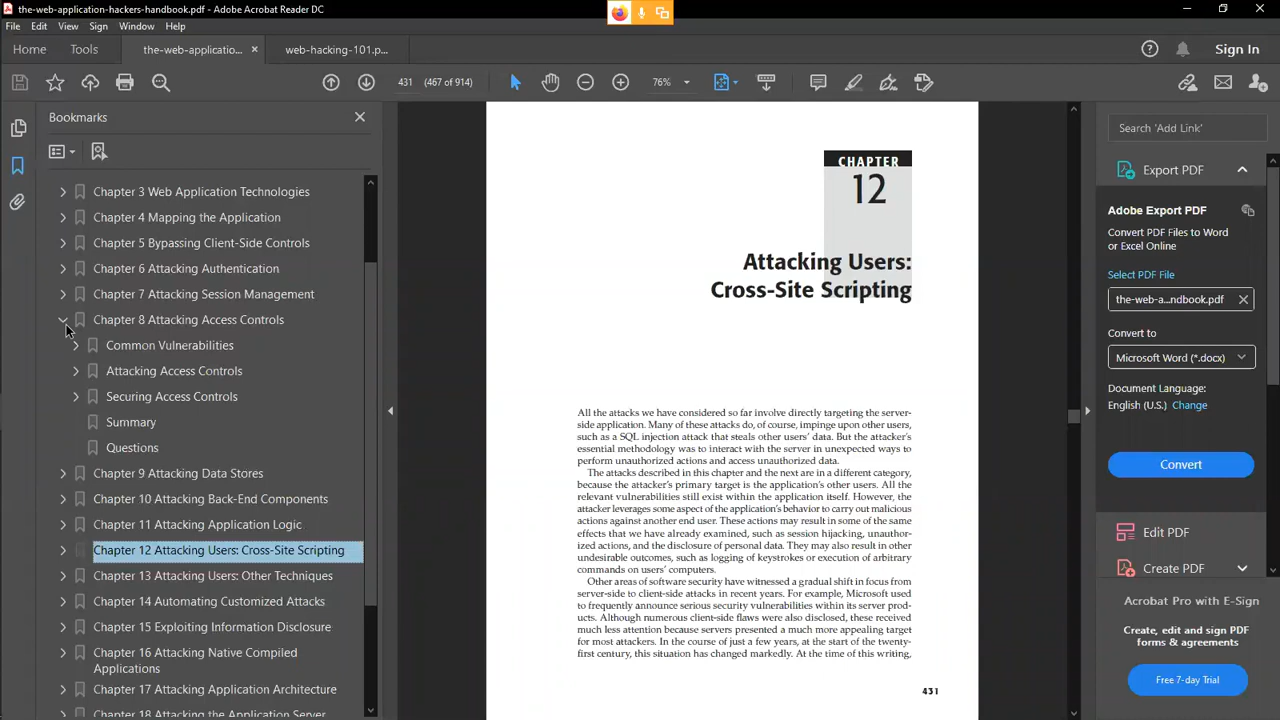 the-web-application-hackers-handbook.pdf - Adobe Acrobat Reader DC
File Edit View Sign Window Help
Home Tools the-web-applicatio... × web-hacking-101.p... Sign In
431 (467 of 914) 76%
Bookmarks
Chapter 3 Web Application Technologies
Chapter 4 Mapping the Application
Chapter 5 Bypassing Client-Side Controls
Chapter 6 Attacking Authentication
Chapter 7 Attacking Session Management
Chapter 8 Attacking Access Controls
Common Vulnerabilities
Attacking Access Controls
Securing Access Controls
Summary
Questions
Chapter 9 Attacking Data Stores
Chapter 10 Attacking Back-End Components
Chapter 11 Attacking Application Logic
Chapter 12 Attacking Users: Cross-Site Scripting
Chapter 13 Attacking Users: Other Techniques
Chapter 14 Automating Customized Attacks
Chapter 15 Exploiting Information Disclosure
Chapter 16 Attacking Native Compiled
Applications
Chapter 17 Attacking Application Architecture
Chapter 18 Attacking the Application Server
CHAPTER
12
Attacking Users:
Cross-Site Scripting
All the attacks we have considered so far involve directly targeting the server-
side application. Many of these attacks do, of course, impinge upon other users,
such as a SQL injection attack that steals other users' data. But the attacker's
essential methodology was to interact with the server in unexpected ways to
perform unauthorized actions and access unauthorized data.
The attacks described in this chapter and the next are in a different category,
because the attacker's primary target is the application's other users. All the
relevant vulnerabilities still exist within the application itself. However, the
attacker leverages some aspect of the application's behavior to carry out malicious
actions against another end user. These actions may result in some of the same
effects that we have already examined, such as session hijacking, unauthor-
ized actions, and the disclosure of personal data. They may also result in other
undesirable outcomes, such as logging of keystrokes or execution of arbitrary
commands on users' computers.
Other areas of software security have witnessed a gradual shift in focus from
server-side to client-side attacks in recent years. For example, Microsoft used
to frequently announce serious security vulnerabilities within its server prod-
ucts. Although numerous client-side flaws were also disclosed, these received
much less attention because servers presented a much more appealing target
for most attackers. In the course of just a few years, at the start of the twenty-
first century, this situation has changed markedly. At the time of this writing,
431
Search 'Add Link'
Export PDF
Adobe Export PDF
Convert PDF Files to Word
or Excel Online
Select PDF File
the-web-a...ndbook.pdf
Convert to
Microsoft Word (*.docx)
Document Language:
English (U.S.) Change
Convert
Edit PDF
Create PDF
Acrobat Pro with E-Sign
Create, edit and sign PDF
forms & agreements
Free 7-day Trial